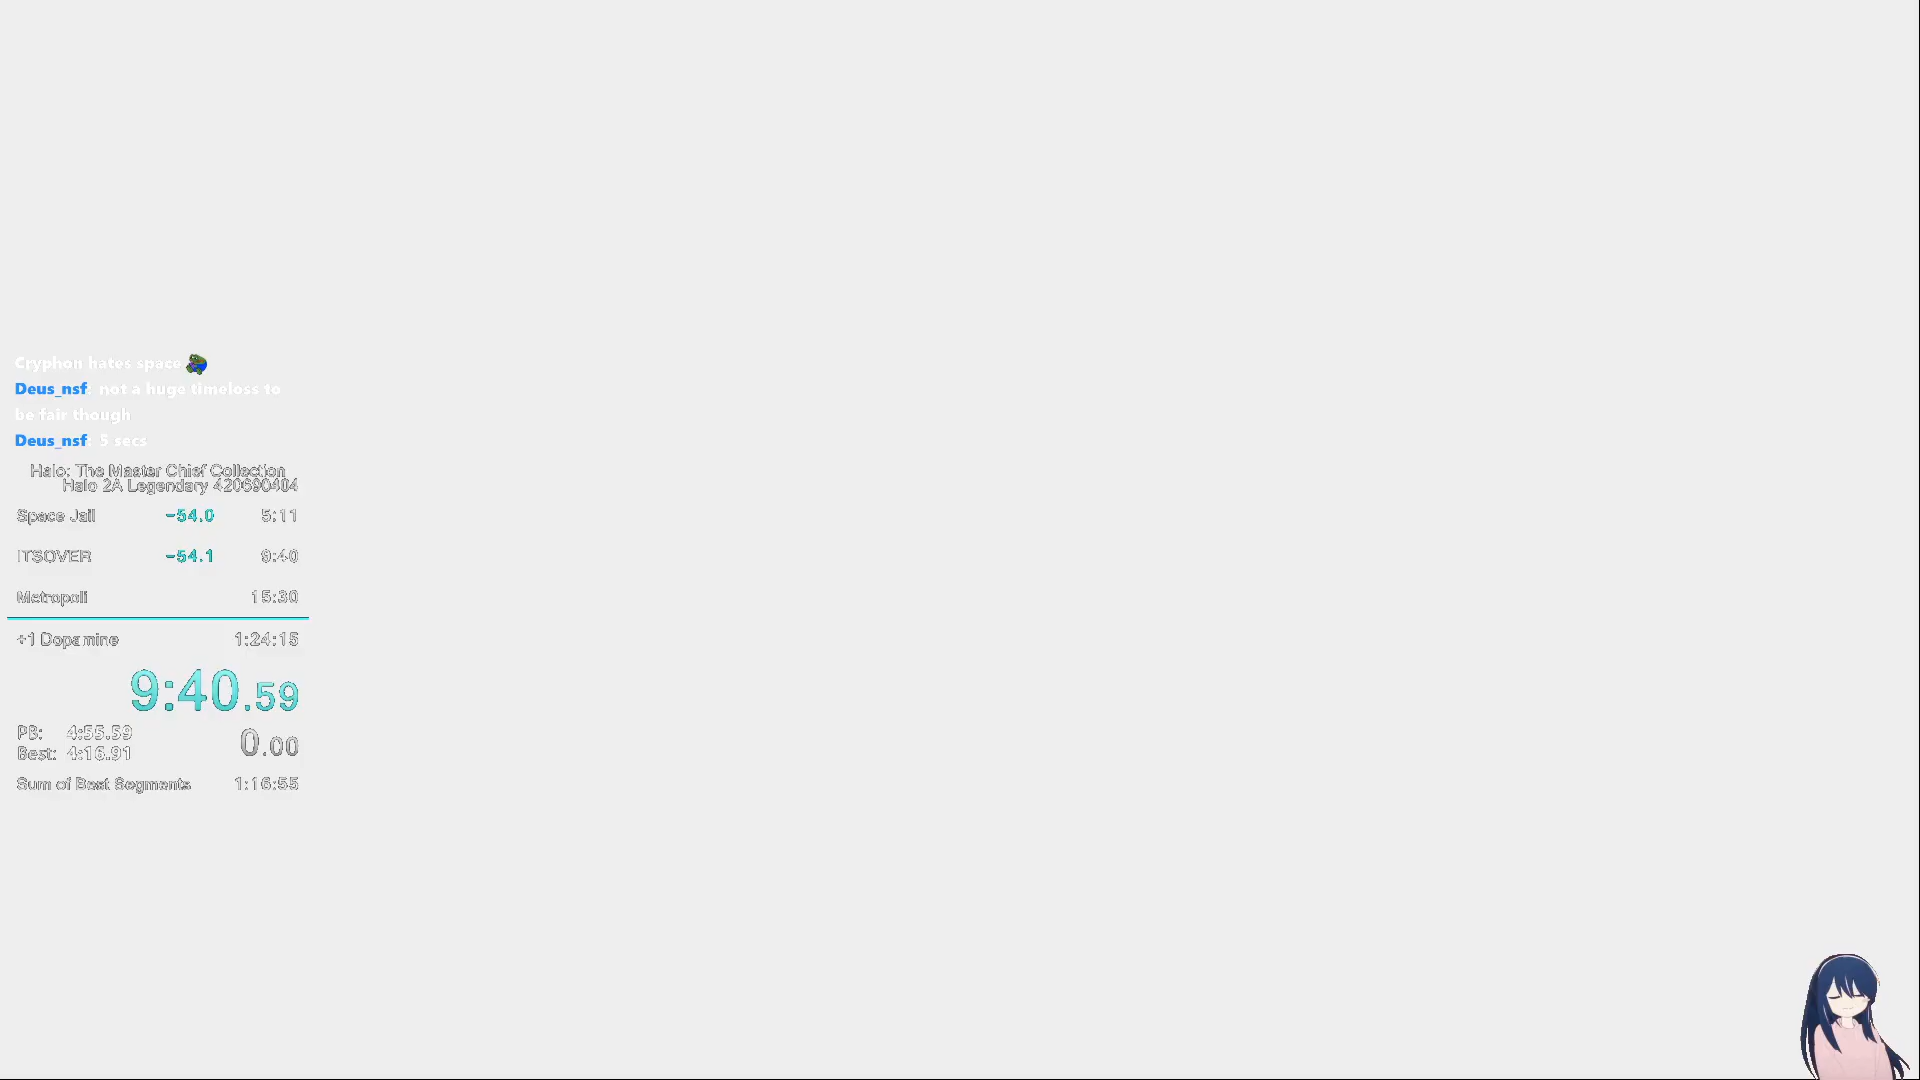 Cryphon hates space
Deus_nsf: not a huge timeloss to
be fair though
Deus_nsf: 5 secs
Halo: The Master Chief Collection
Halo 2A Legendary 420690404
Space Jail -54.0 5:11
ITSOVER -54.1 9:40
Metropoli 15:30
+1 Dopamine 1:24:15
9:40.59
PB: 4:55.59
0.00
Best: 4:16.91
Sum of Best Segments 1:16:55